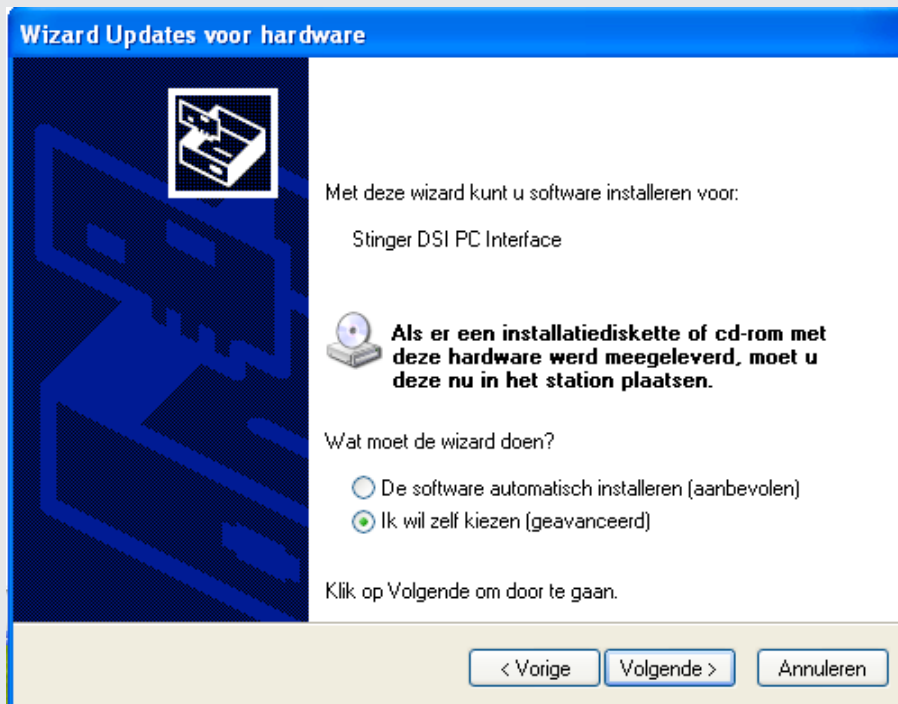 Wizard Updates voor hardware
Met deze wizard kunt u software installeren voor:
Stinger DSI PC Interface
Als er een installatiediskette of cd-rom met
deze hardware werd meegeleverd, moet u
deze nu in het station plaatsen.
Wat moet de wizard doen?
De software automatisch installeren (aanbevolen)
Ik wil zelf kiezen (geavanceerd)
Klik op Volgende om door te gaan.
< Vorige
Volgende >
Annuleren